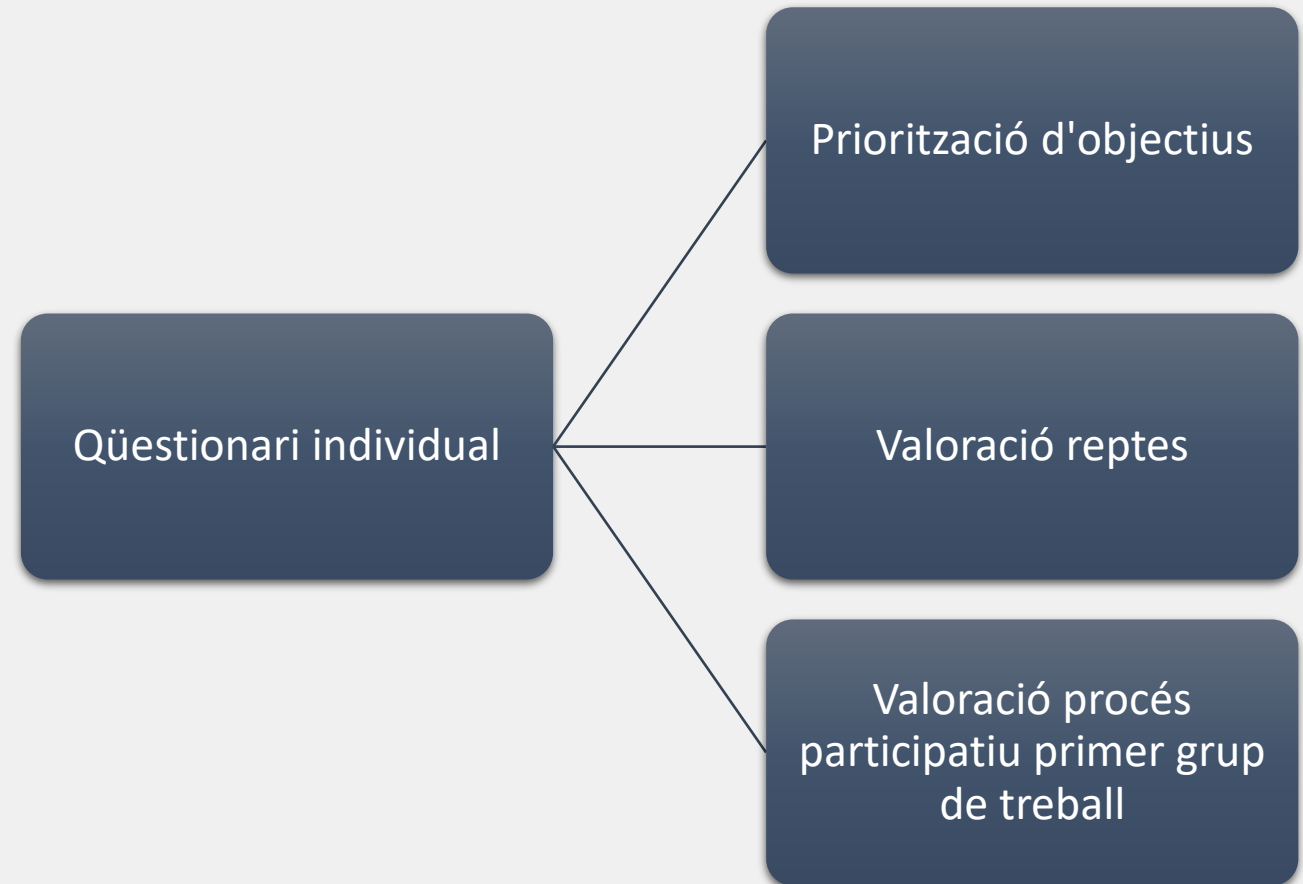 Priorització d'objectius
Qüestionari individual
Valoració reptes
Valoració procés
participatiu primer grup
de treball